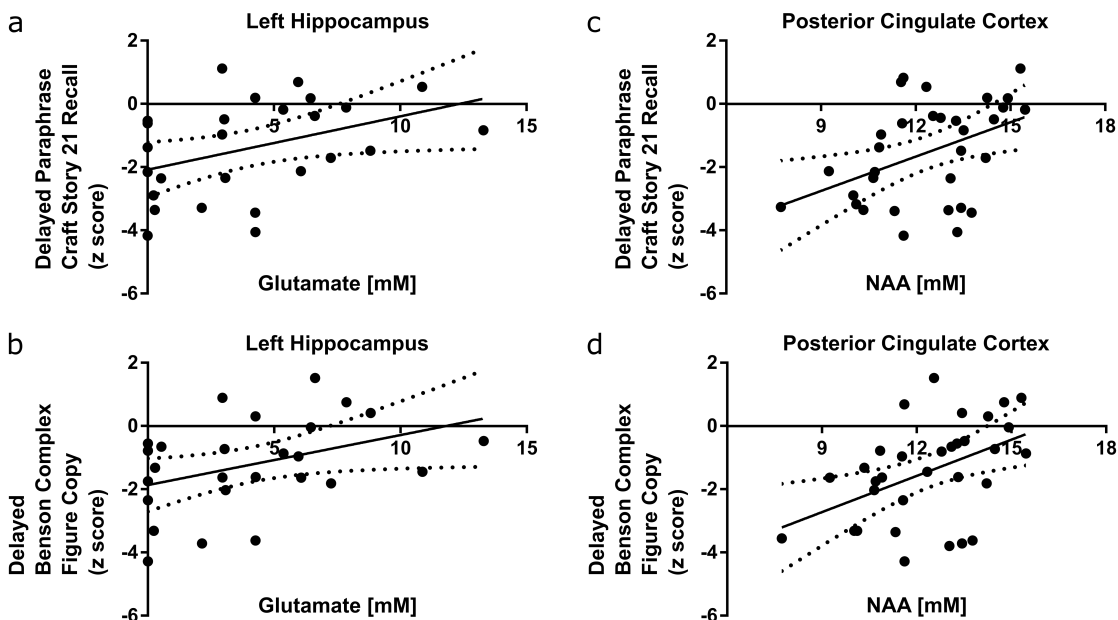 a
Left Hippocampus
2
0
-2
-4
-6
5
10
15
Delayed Paraphrase
Craft Story 21 Recall
(z score)
Glutamate [mM]
c
Posterior Cingulate Cortex
2
0
-2
-4
-6
9
12
15
18
Delayed Paraphrase
Craft Story 21 Recall
(z score)
NAA [mM]
b
Left Hippocampus
2
0
-2
-4
-6
5
10
15
Delayed
Benson Complex
Figure Copy
(z score)
Glutamate [mM]
d
Posterior Cingulate Cortex
2
0
-2
-4
-6
9
12
15
18
Delayed
Benson Complex
Figure Copy
(z score)
NAA [mM]